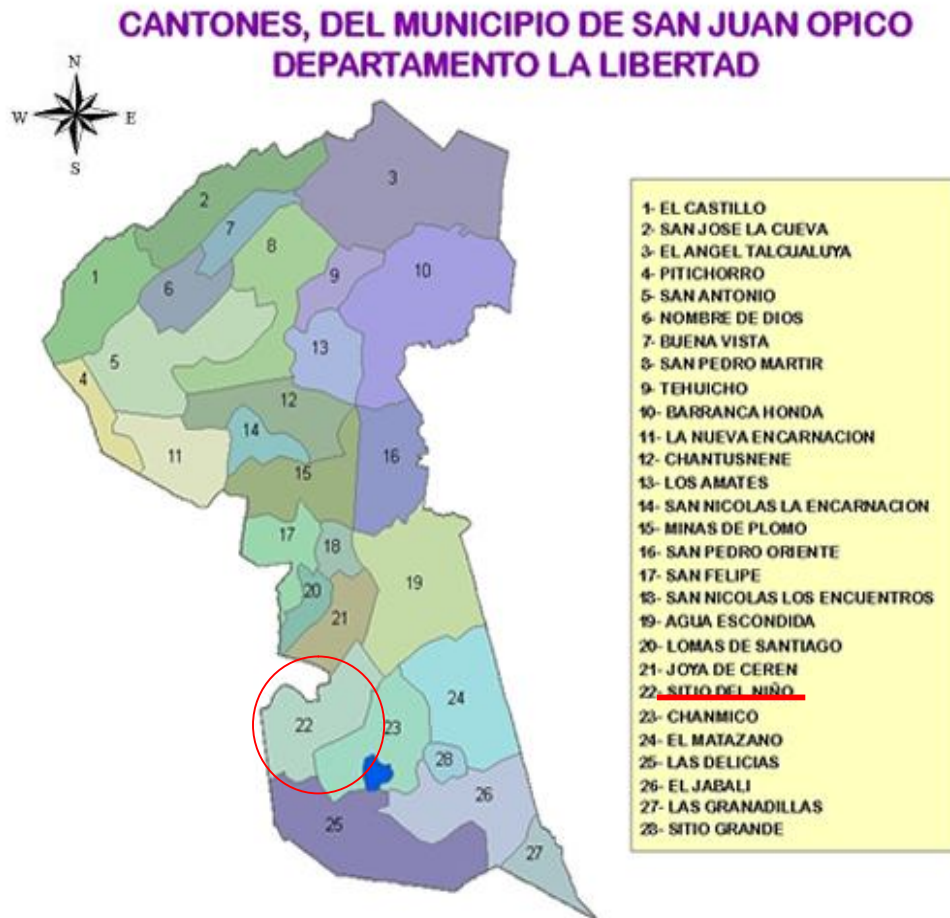 CANTONES, DEL MUNICIPIO DE SAN JUAN OPICO
DEPARTAMENTO LA LIBERTAD
N
W E
S
3
2
7
8
10
1
9
6
13
5
4
12
14
11
16
15
17
18
19
20
21
24
22
23
28
26
25
27
1- EL CASTILLO
2- SAN JOSE LA CUEVA
3- EL ANGEL TALCUALUYA
4- PITICHORRO
5- SAN ANTONIO
6- NOMBRE DE DIOS
7- BUENA VISTA
8- SAN PEDRO MARTIR
9- TEHUICHO
10- BARRANCA HONDA
11- LA NUEVA ENCARNACION
12- CHANTUSNENE
13- LOS AMATES
14- SAN NICOLAS LA ENCARNACION
15- MINAS DE PLOMO
16- SAN PEDRO ORIENTE
17- SAN FELIPE
18- SAN NICOLAS LOS ENCUENTROS
19- AGUA ESCONDIDA
20- LOMAS DE SANTIAGO
21- JOYA DE CEREN
22- SITIO DEL NIÑO
23- CHANMICO
24- EL MATAZANO
25- LAS DELICIAS
26- EL JABALI
27- LAS GRANADILLAS
28- SITIO GRANDE